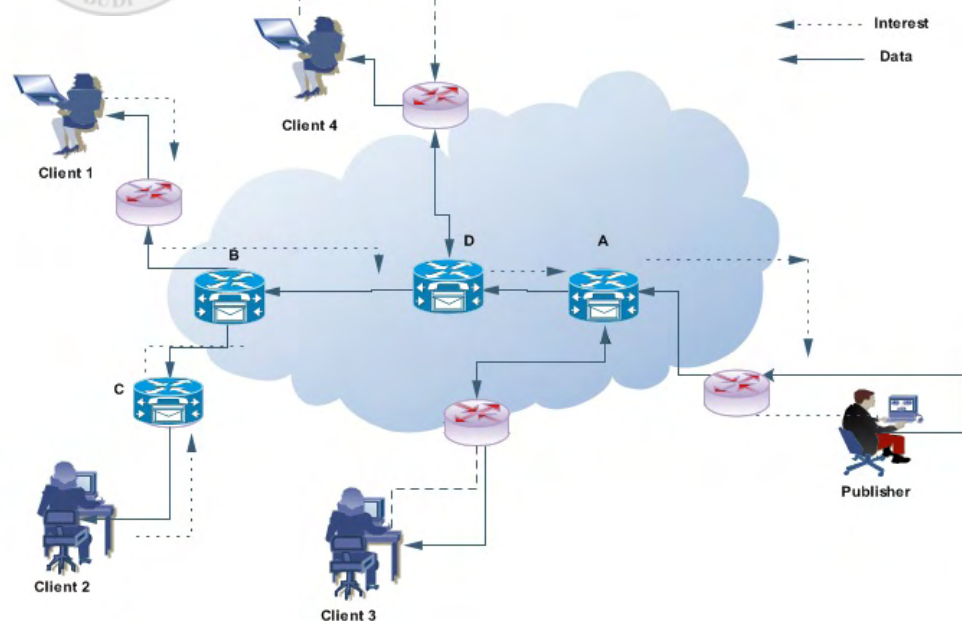 Interest
Data
Client 4
Client 1
B
D
A
C
Publisher
Client 2
Client 3